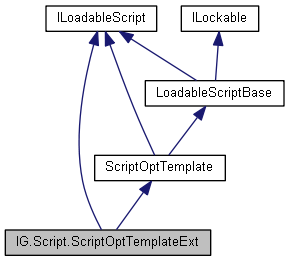 ILoadableScript
ILockable
LoadableScriptBase
ScriptOptTemplate
IG.Script.ScriptOptTemplateExt